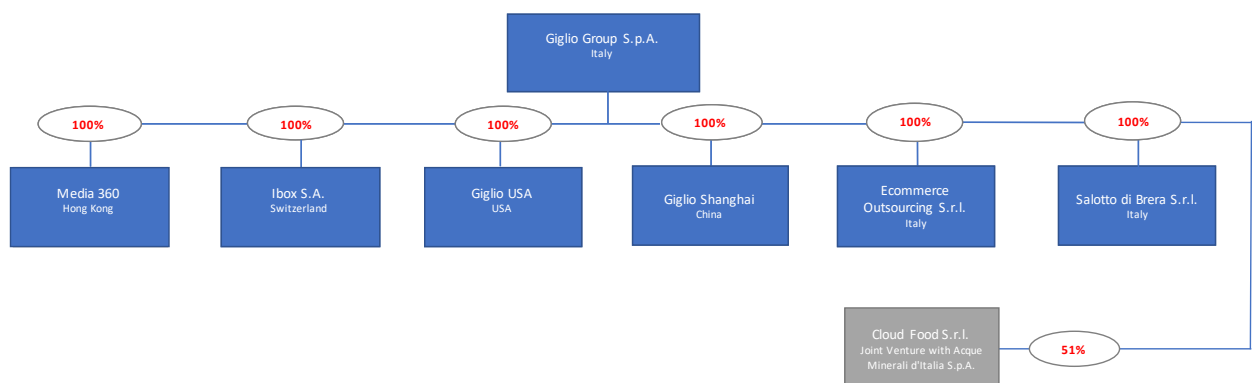 Giglio Group S.p.A.
Italy
100%
100%
100%
100%
100%
100%
Media 360
Hong Kong
Ibox S.A.
Switzerland
Giglio USA
USA
Giglio Shanghai
China
Ecommerce
Outsourcing S.r.l.
Italy
Salotto di Brera S.r.l.
Italy
Cloud Food S.r.l.
Joint Venture with Acque
Minerali d'Italia S.p.A.
51%